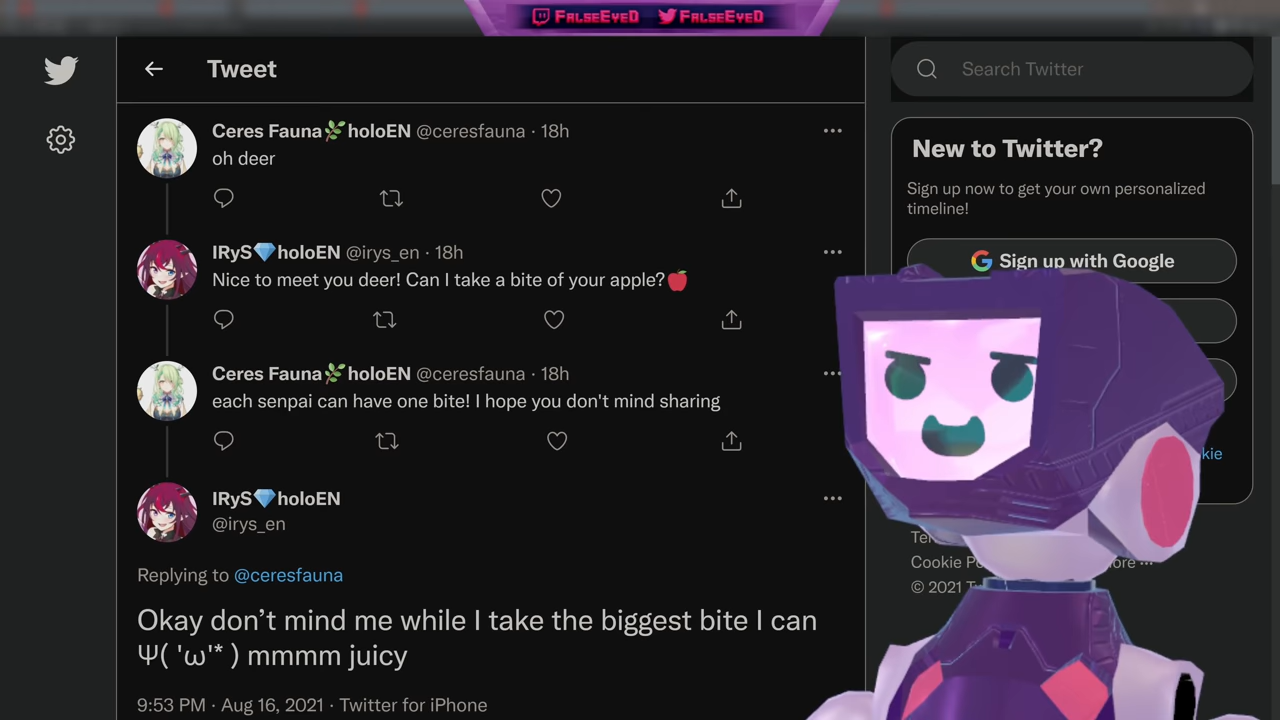 FalseEyeD FalseEyeD
Tweet
Search Twitter
Ceres Fauna🌿holoEN @ceresfauna · 18h
oh deer
IRyS💎holoEN @irys_en · 18h
Nice to meet you deer! Can I take a bite of your apple?🍎
Ceres Fauna🌿holoEN @ceresfauna · 18h
each senpai can have one bite! I hope you don't mind sharing
IRyS💎holoEN
@irys_en
Replying to @ceresfauna
Okay don’t mind me while I take the biggest bite I can
Ψ( 'ω'* ) mmmm juicy
9:53 PM · Aug 16, 2021 · Twitter for iPhone
New to Twitter?
Sign up now to get your own personalized
timeline!
Sign up with Google
© 2021